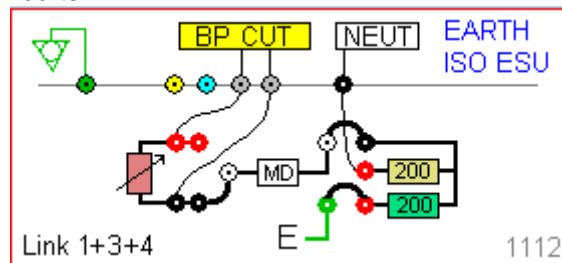 BP CUT
NEUT
EARTH
ISO ESU
MD
200
200
E
Link 1+3+4
1112